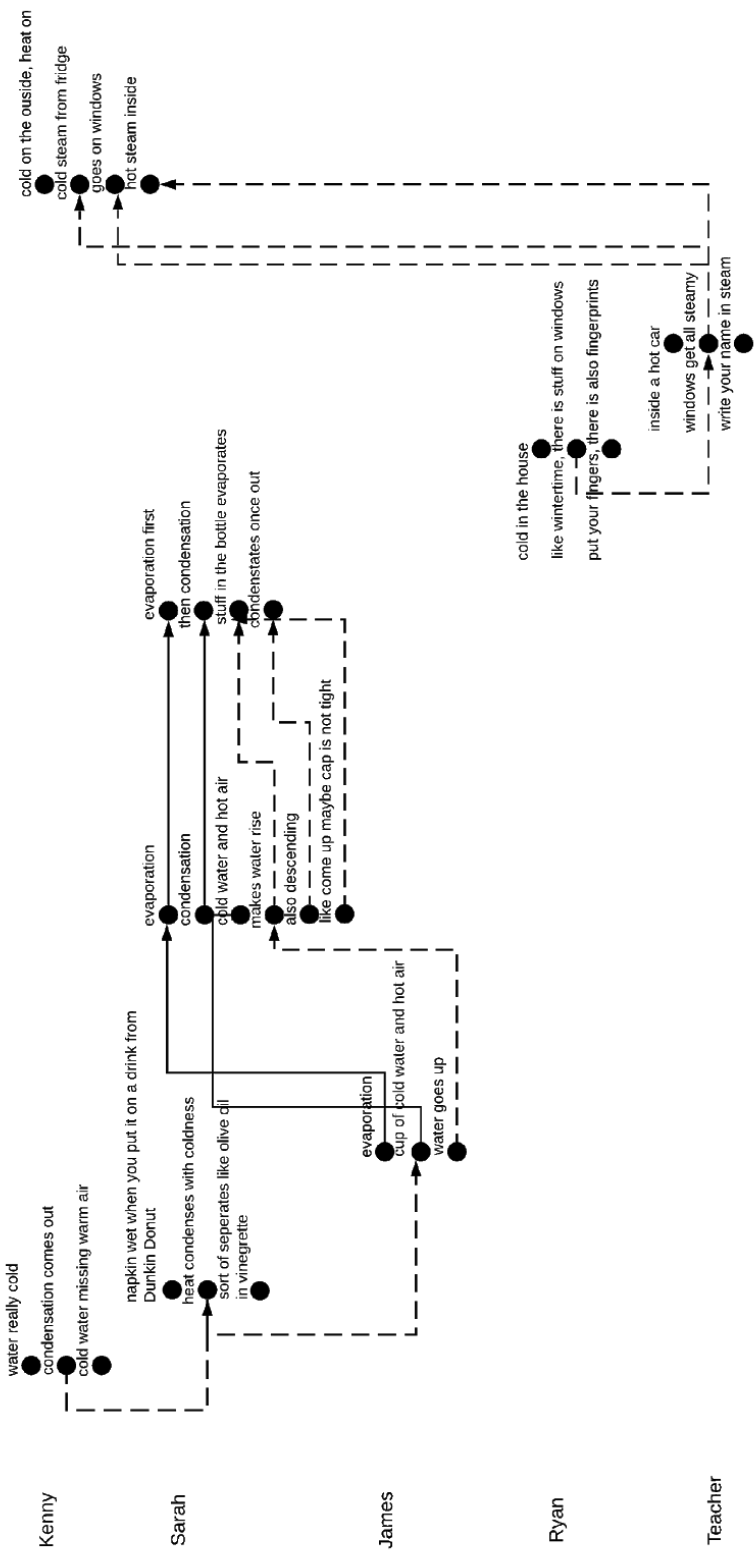 Kenny
water really cold
condensation comes out
cold water missing warm air
cold on the ouside, heat on
cold steam from fridge
goes on windows
hot steam inside
Sarah
napkin wet when you put it on a drink from
Dunkin Donut
heat condenses with coldness
sort of seperates like olive oil
in vinegrette
evaporation
condensation
cold water and hot air
makes water rise
also descending
like come up maybe cap is not tight
evaporation first
then condensation
stuff in the bottle evaporates
condenstates once out
James
evaporation
cup of cold water and hot air
water goes up
Ryan
cold in the house
like wintertime, there is stuff on windows
put your fingers, there is also fingerprints
Teacher
inside a hot car
windows get all steamy
write your name in steam